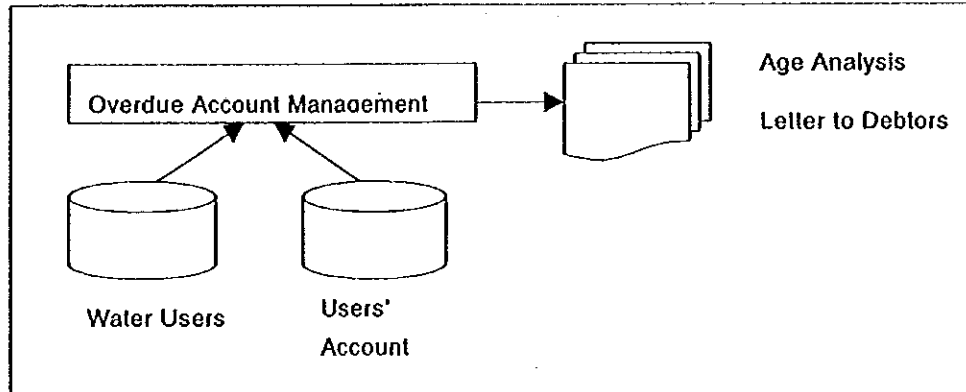 Overdue Account Management
Age Analysis
Letter to Debtors
Water Users
Users'
Account